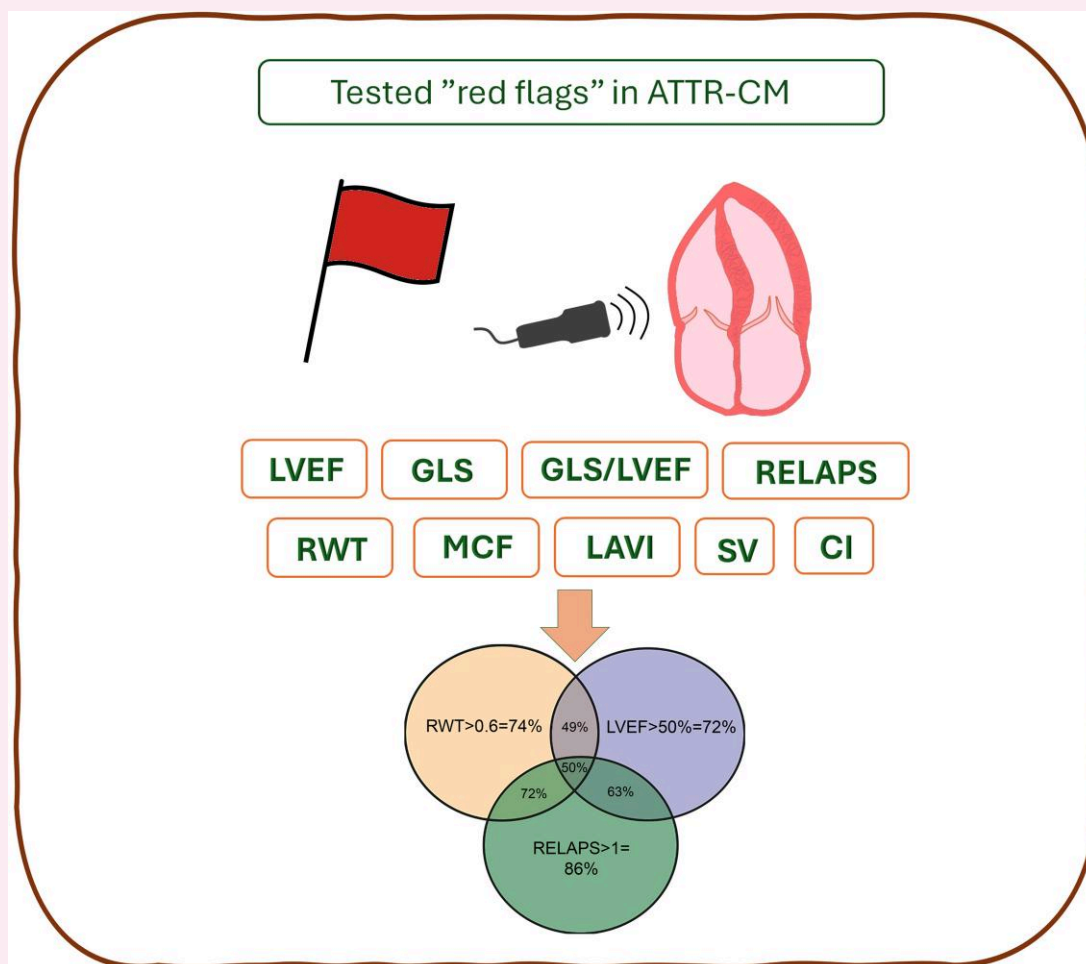 Tested ”red flags” in ATTR-CM
LVEF GLS GLS/LVEF RELAPS
RWT MCF LAVI SV CI
RWT>0.6=74% 49% LVEF>50%=72%
50%
72% 63%
RELAPS>1=
86%